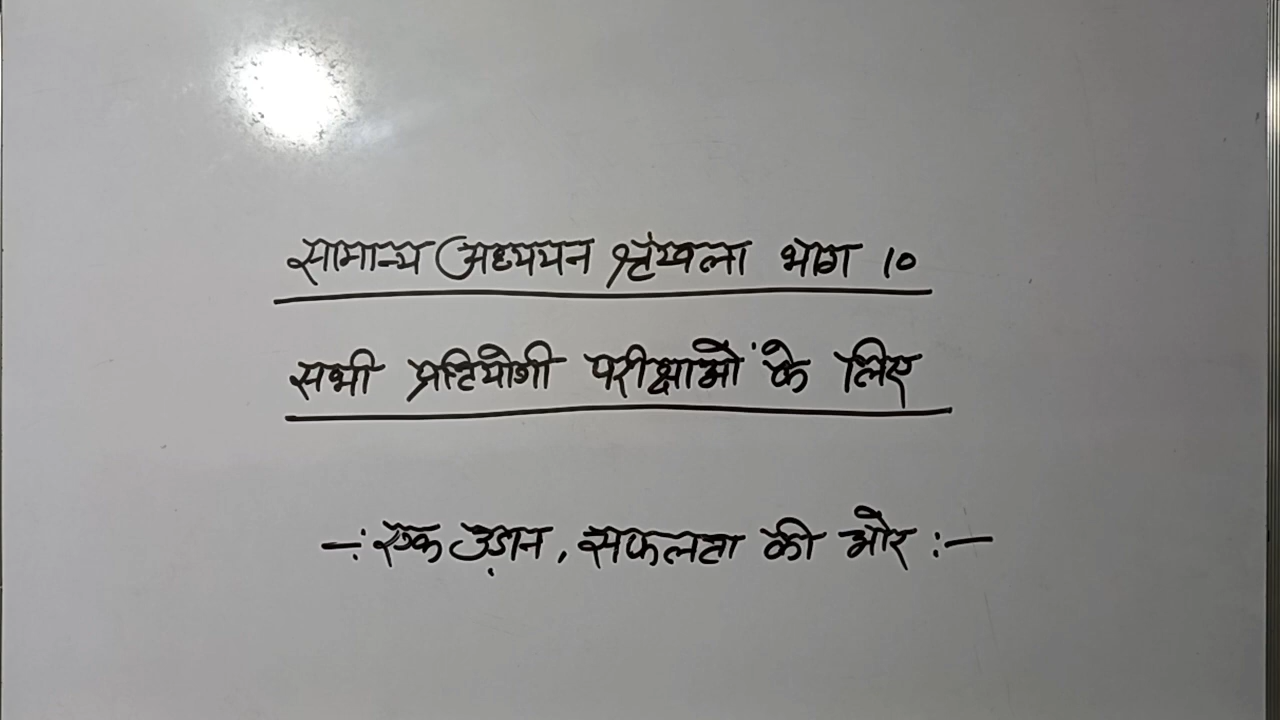 सामान्य अध्ययन श्रृंखला भाग 10
सभी प्रतियोगी परीक्षाओं के लिए
-: एक उड़ान, सफलता की ओर :-